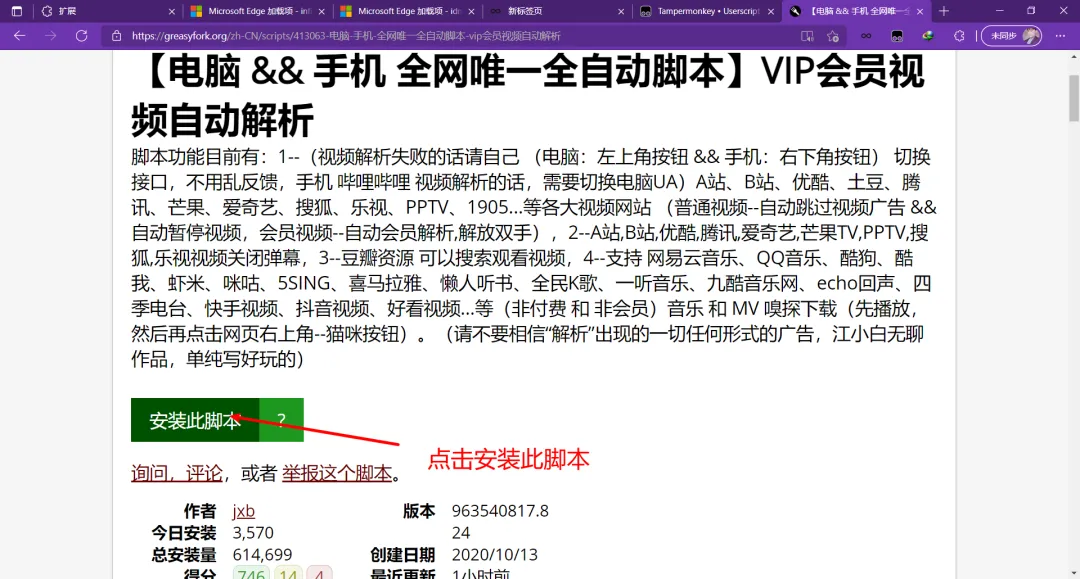 扩展
Microsoft Edge 加载项 - infi
Microsoft Edge 加载项 - idm
新标签页
Tampermonkey • Userscript
【电脑 && 手机 全网唯一全
https://greasyfork.org/zh-CN/scripts/413063-电脑-手机-全网唯一全自动脚本-vip会员视频自动解析
未同步
【电脑 && 手机 全网唯一全自动脚本】VIP会员视
频自动解析
脚本功能目前有：1--（视频解析失败的话请自己 （电脑：左上角按钮 && 手机：右下角按钮） 切换
接口，不用乱反馈，手机 哔哩哔哩 视频解析的话，需要切换电脑UA）A站、B站、优酷、土豆、腾
讯、芒果、爱奇艺、搜狐、乐视、PPTV、1905...等各大视频网站 （普通视频--自动跳过视频广告 &&
自动暂停视频，会员视频--自动会员解析,解放双手），2--A站,B站,优酷,腾讯,爱奇艺,芒果TV,PPTV,搜
狐,乐视视频关闭弹幕，3--豆瓣资源 可以搜索观看视频，4--支持 网易云音乐、QQ音乐、酷狗、酷
我、虾米、咪咕、5SING、喜马拉雅、懒人听书、全民K歌、一听音乐、九酷音乐网、echo回声、四
季电台、快手视频、抖音视频、好看视频...等（非付费 和 非会员）音乐 和 MV 嗅探下载（先播放，
然后再点击网页右上角--猫咪按钮）。（请不要相信“解析”出现的一切任何形式的广告，江小白无聊
作品，单纯写好玩的）
安装此脚本 ?
点击安装此脚本
询问，评论，或者 举报这个脚本。
作者 jxb 版本 963540817.8
今日安装 3,570 24
总安装量 614,699 创建日期 2020/10/13
得分 746 14 4 最近更新 1小时前